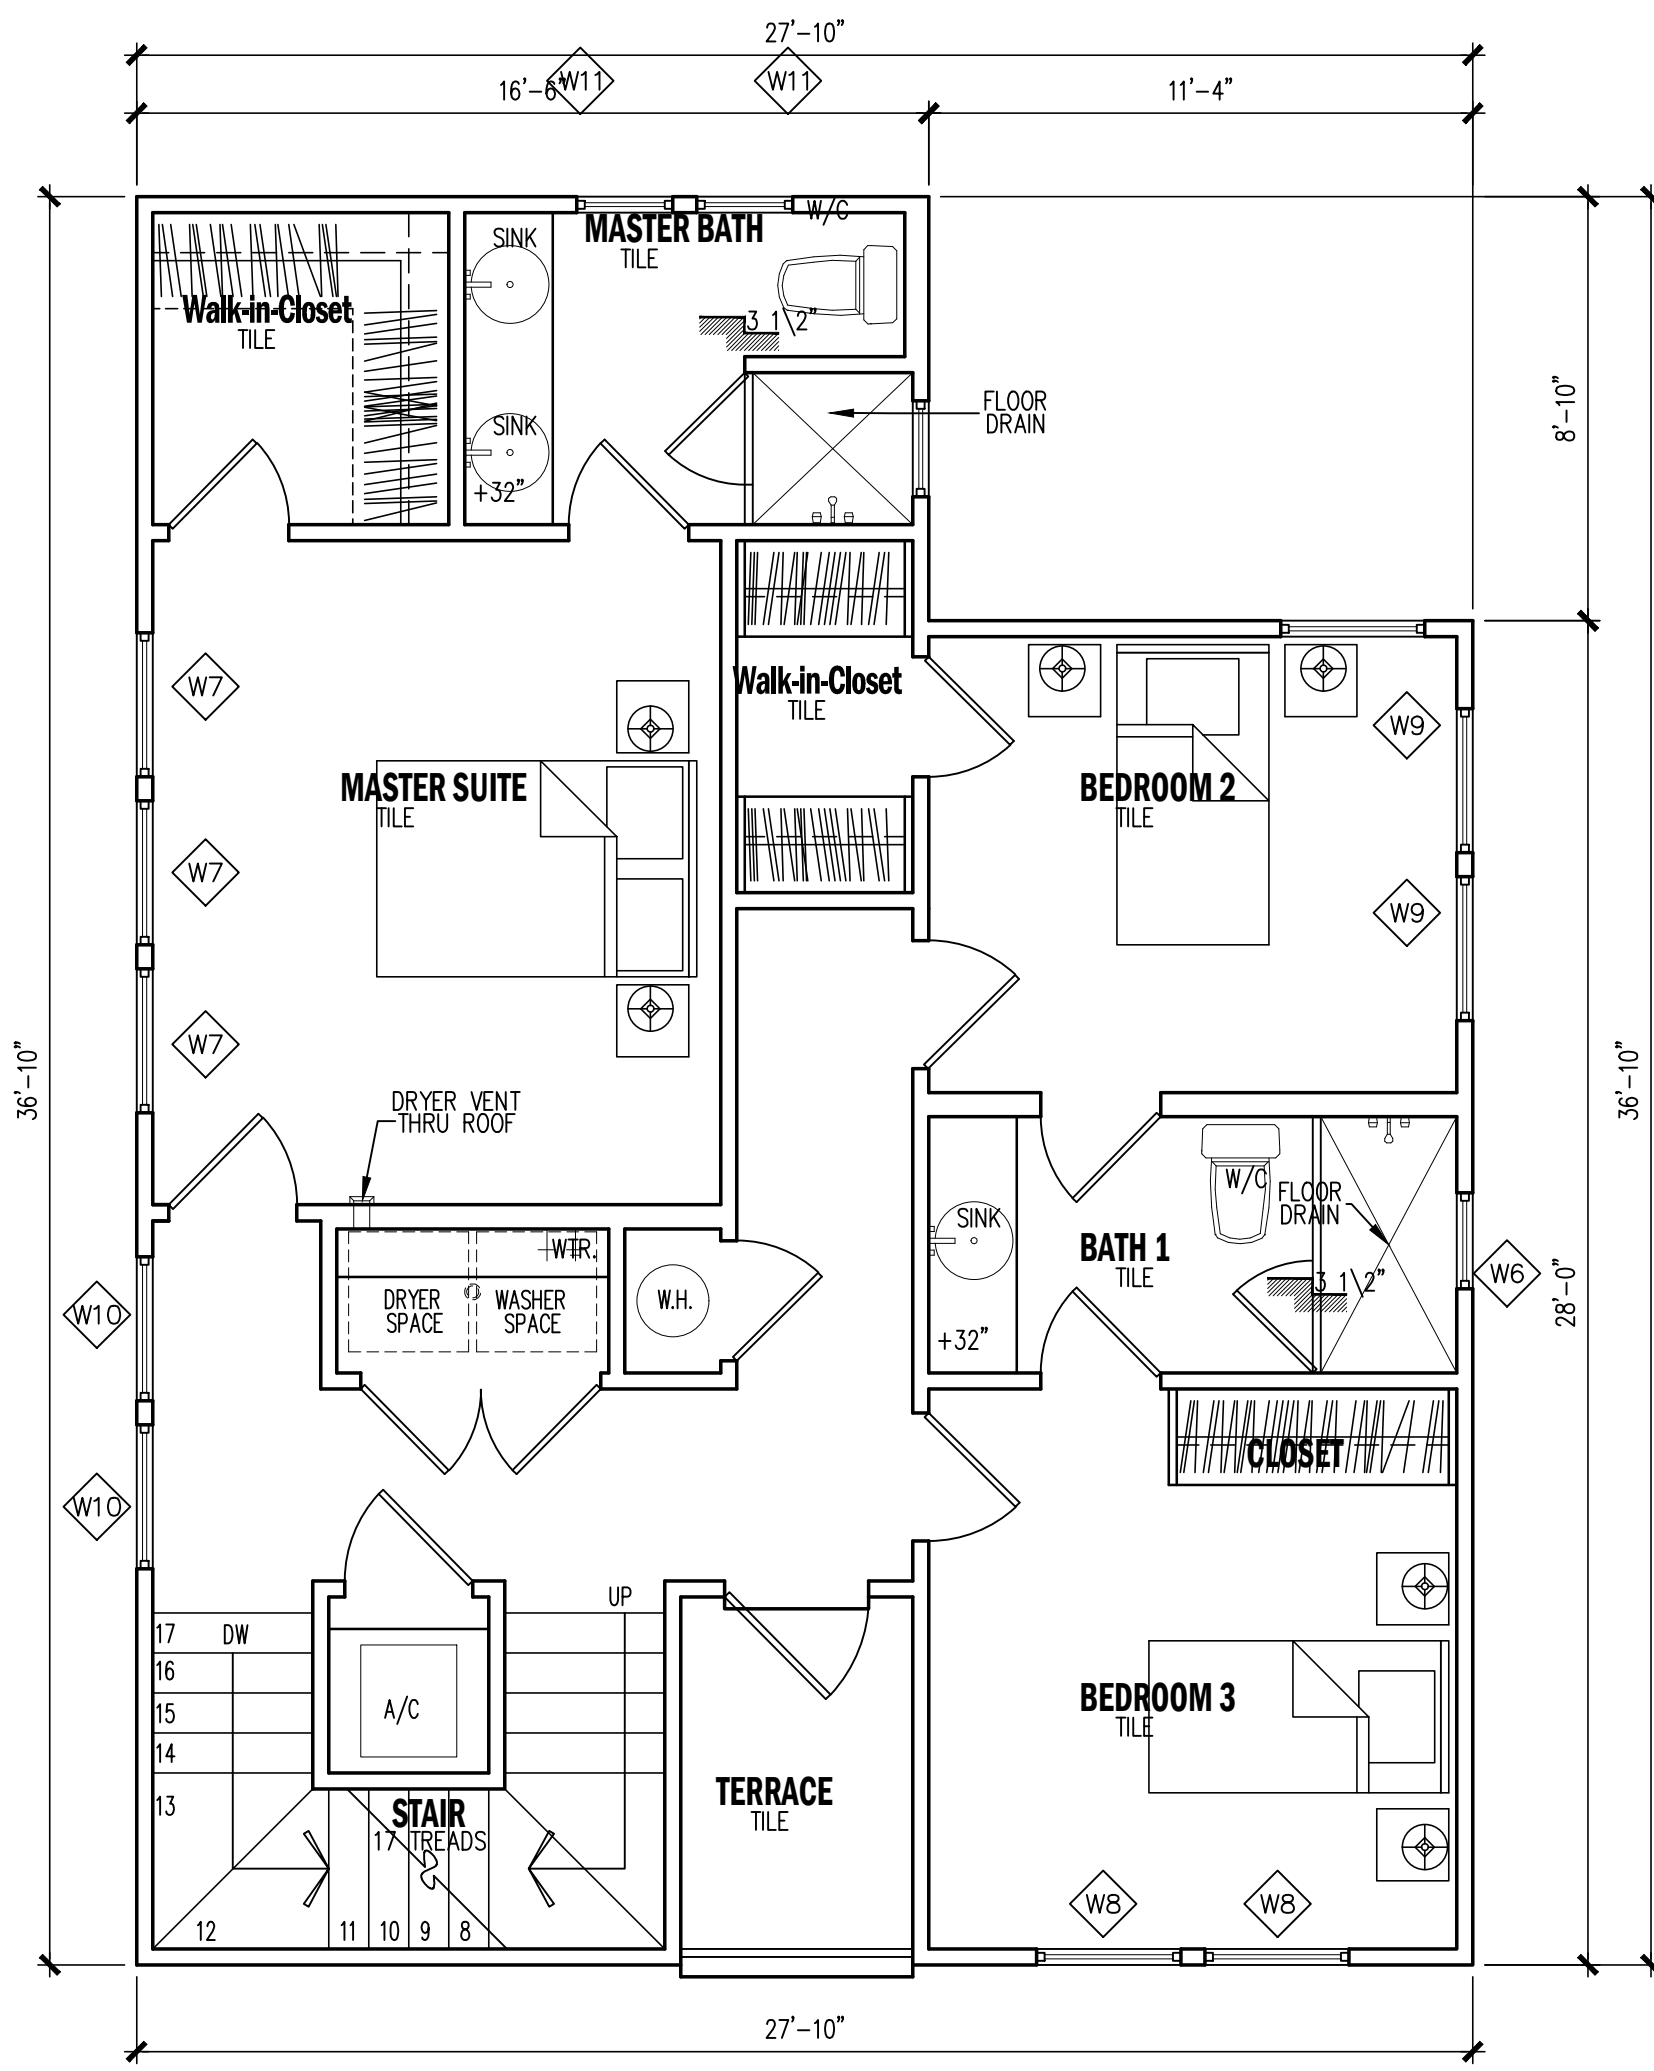 27'-10"
16'-6"
W11
W11
11'-4"
W/C
MASTER BATH
TILE
SINK
Walk-in-Closet
TILE
3 1\2"
FLOOR
DRAIN
8'-10"
SINK
+32"
Walk-in-Closet
TILE
W7
W9
MASTER SUITE
TILE
BEDROOM 2
TILE
W7
W9
W7
36'-10"
36'-10"
DRYER VENT
THRU ROOF
W/C
FLOOR
DRAIN
SINK
WTR.
BATH 1
TILE
3 1\2"
W6
28'-0"
DRYER
SPACE
WASHER
SPACE
W.H.
W10
+32"
CLOSET
W10
UP
17
DW
16
15
A/C
14
13
BEDROOM 3
TILE
STAIR
17 TREADS
TERRACE
TILE
W8
W8
12
11
10
9
8
27'-10"